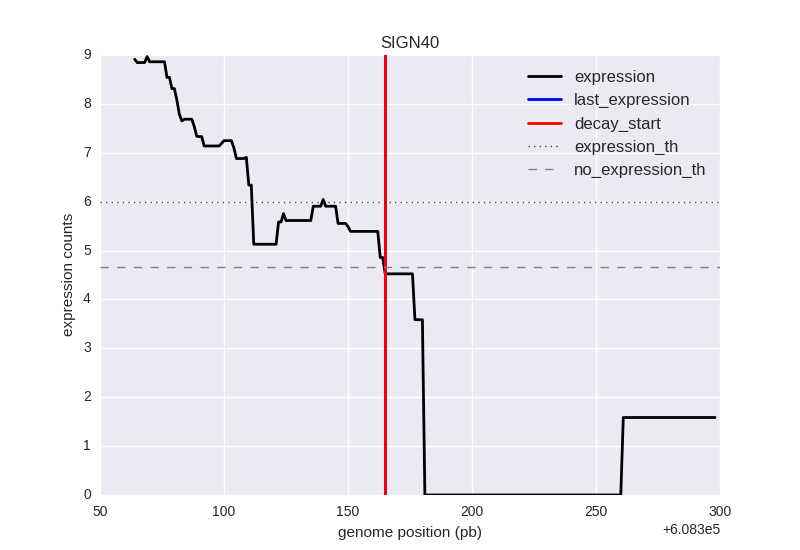 SIGN40
9
8
7
6
5
4
3
2
1
0
expression counts
expression
last_expression
decay_start
expression_th
no_expression_th
50 100 150 200 250 300
genome position (pb)
+6.083e5